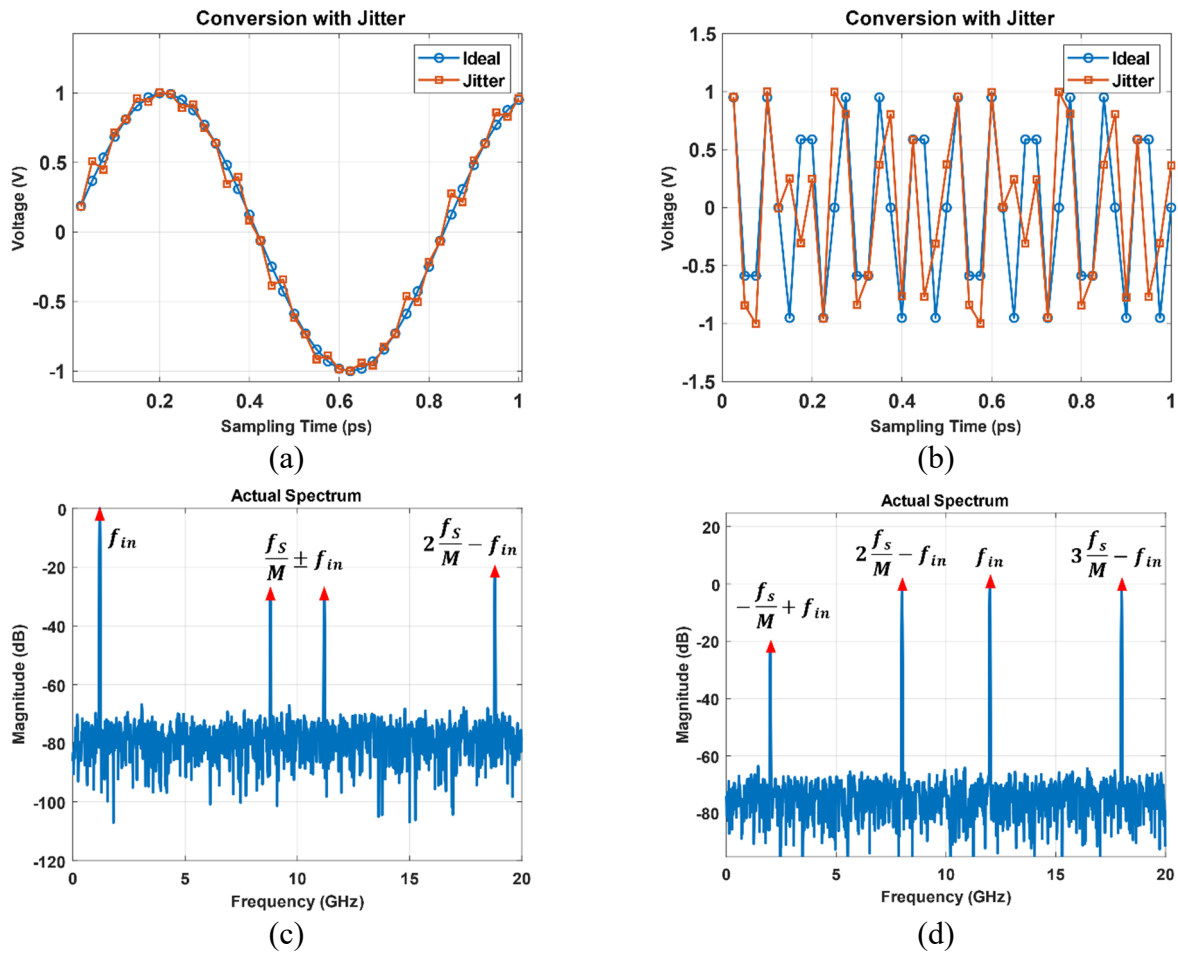 Conversion with Jitter
Ideal
Jitter
Voltage (V)
1
0.5
0
-0.5
-1
0.2
0.4
0.6
0.8
1
Sampling Time (ps)
(a)
Conversion with Jitter
Ideal
Jitter
Voltage (V)
1.5
1
0.5
0
-0.5
-1
-1.5
0
0.2
0.4
0.6
0.8
1
Sampling Time (ps)
(b)
Actual Spectrum
Magnitude (dB)
0
-20
-40
-60
-80
-100
-120
f_in
f_S/M ± f_in
2 f_S/M − f_in
0
5
10
15
20
Frequency (GHz)
(c)
Actual Spectrum
Magnitude (dB)
20
0
-20
-40
-60
-80
−f_s/M + f_in
2 f_s/M − f_in
f_in
3 f_s/M − f_in
0
5
10
15
20
Frequency (GHz)
(d)